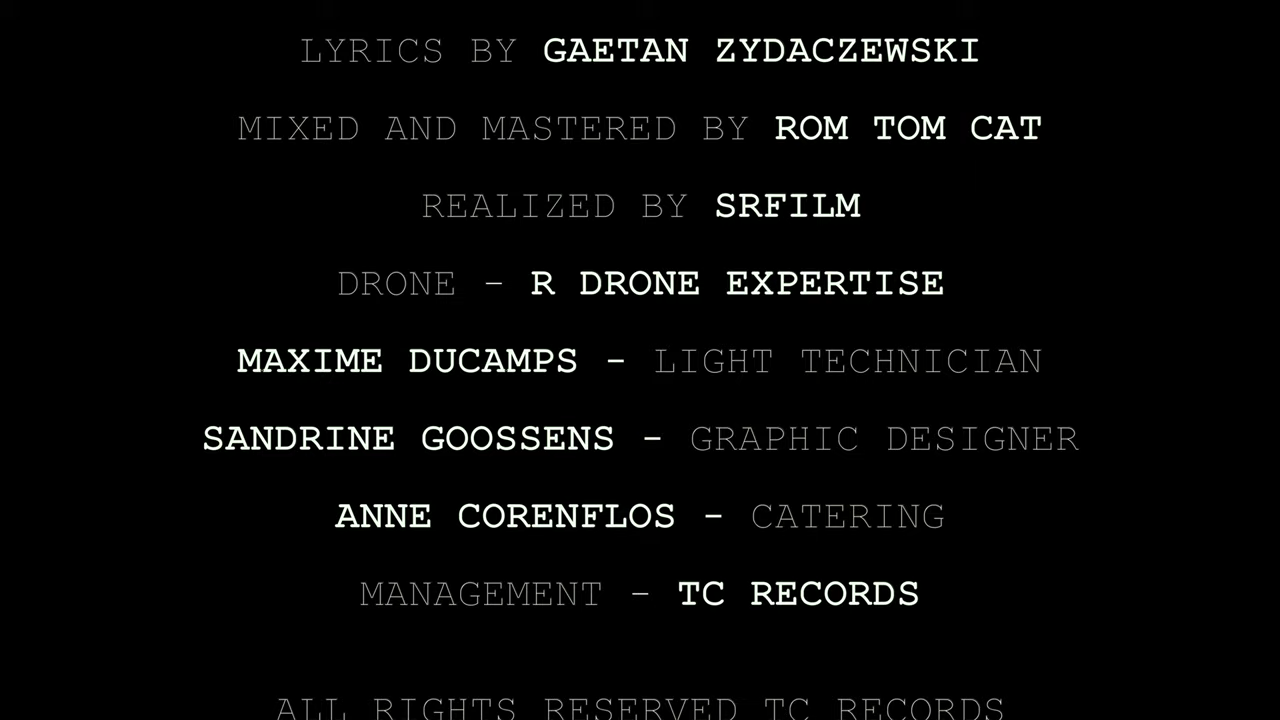 LYRICS BY GAETAN ZYDACZEWSKI
MIXED AND MASTERED BY ROM TOM CAT
REALIZED BY SRFILM
DRONE - R DRONE EXPERTISE
MAXIME DUCAMPS - LIGHT TECHNICIAN
SANDRINE GOOSSENS - GRAPHIC DESIGNER
ANNE CORENFLOS - CATERING
MANAGEMENT - TC RECORDS
ALL RIGHTS RESERVED TC RECORDS